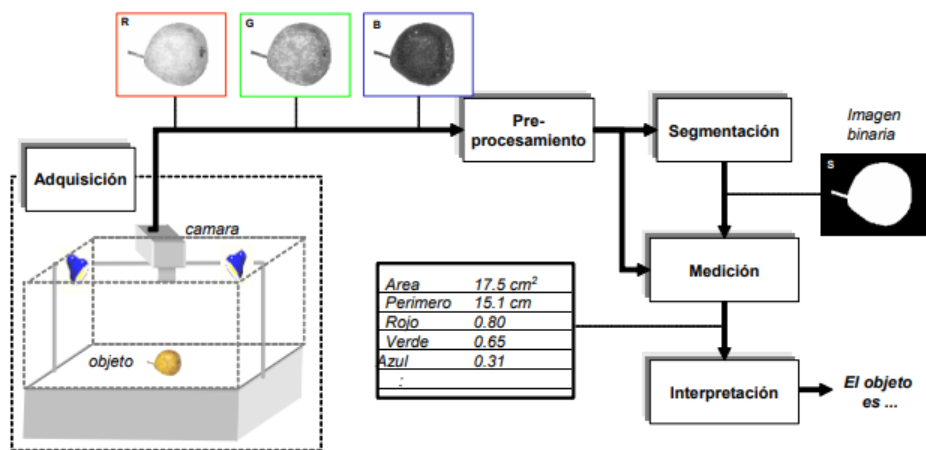 R
G
B
Pre-
procesamiento
Segmentación
Imagen
binaria
S
Adquisición
camara
objeto
Medición
Area 17.5 cm²
Perimero 15.1 cm
Rojo 0.80
Verde 0.65
Azul 0.31
:
Interpretación
El objeto
es ...